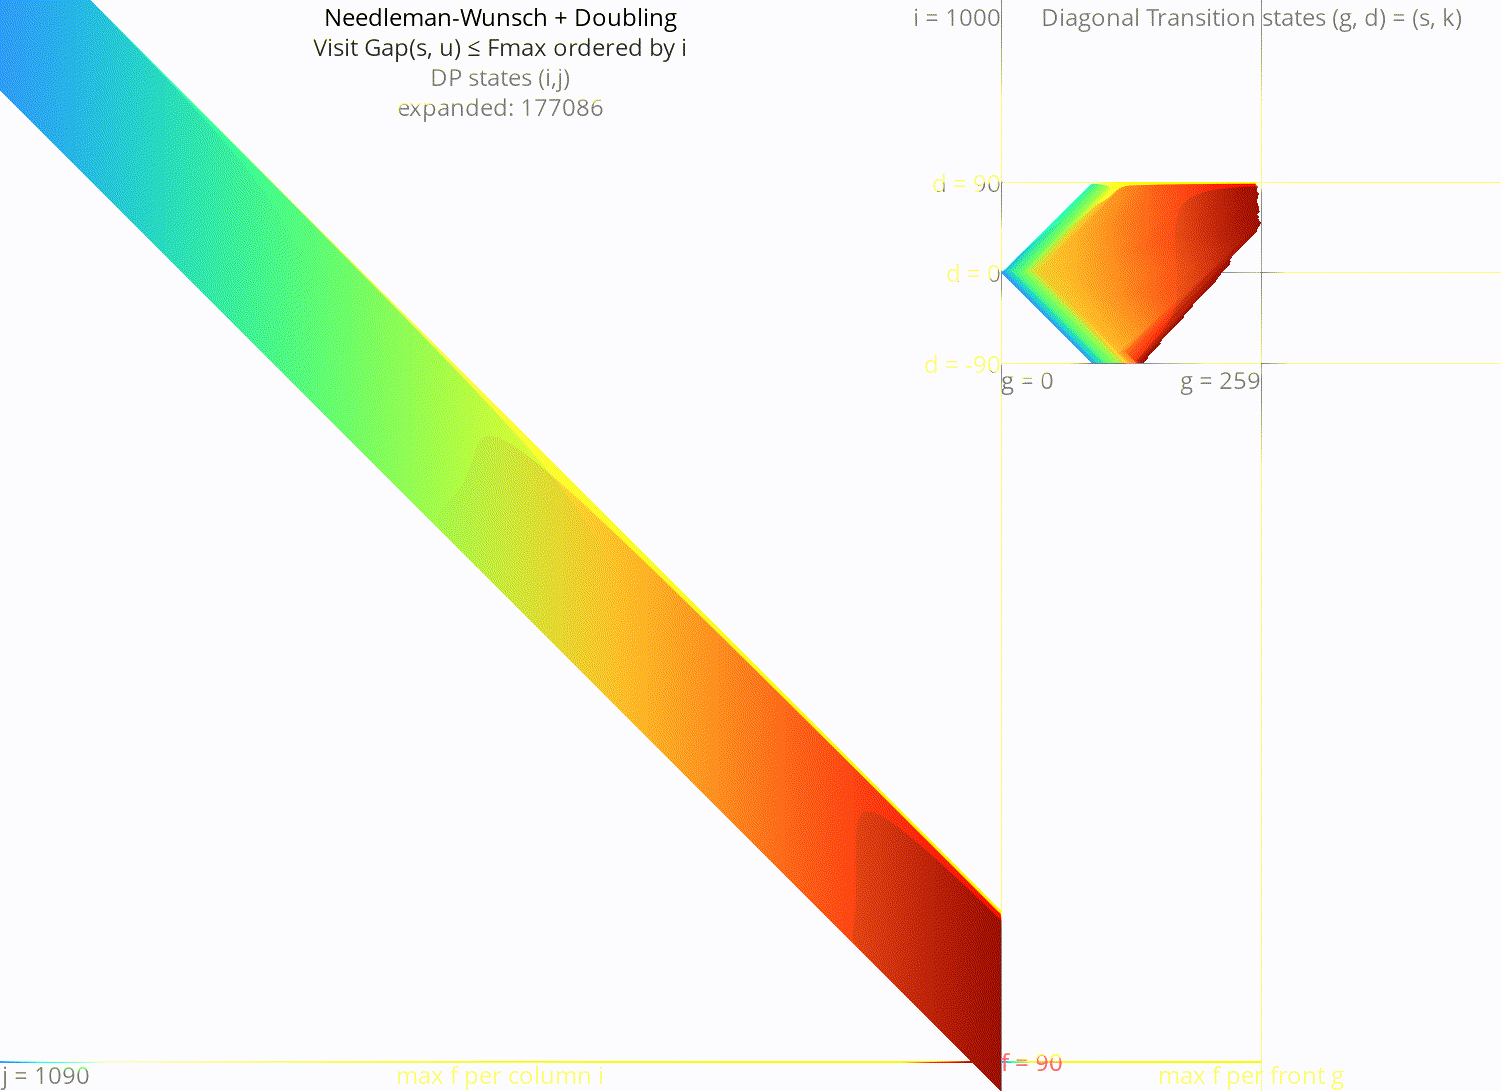 Needleman-Wunsch + Doubling
Visit Gap(s, u) ≤ Fmax ordered by i
DP states (i,j)
expanded: 177086
i = 1000
Diagonal Transition states (g, d) = (s, k)
d = 90
d = 0
d = -90
g = 0
g = 259
f = 90
j = 1090
max f per column i
max f per front g